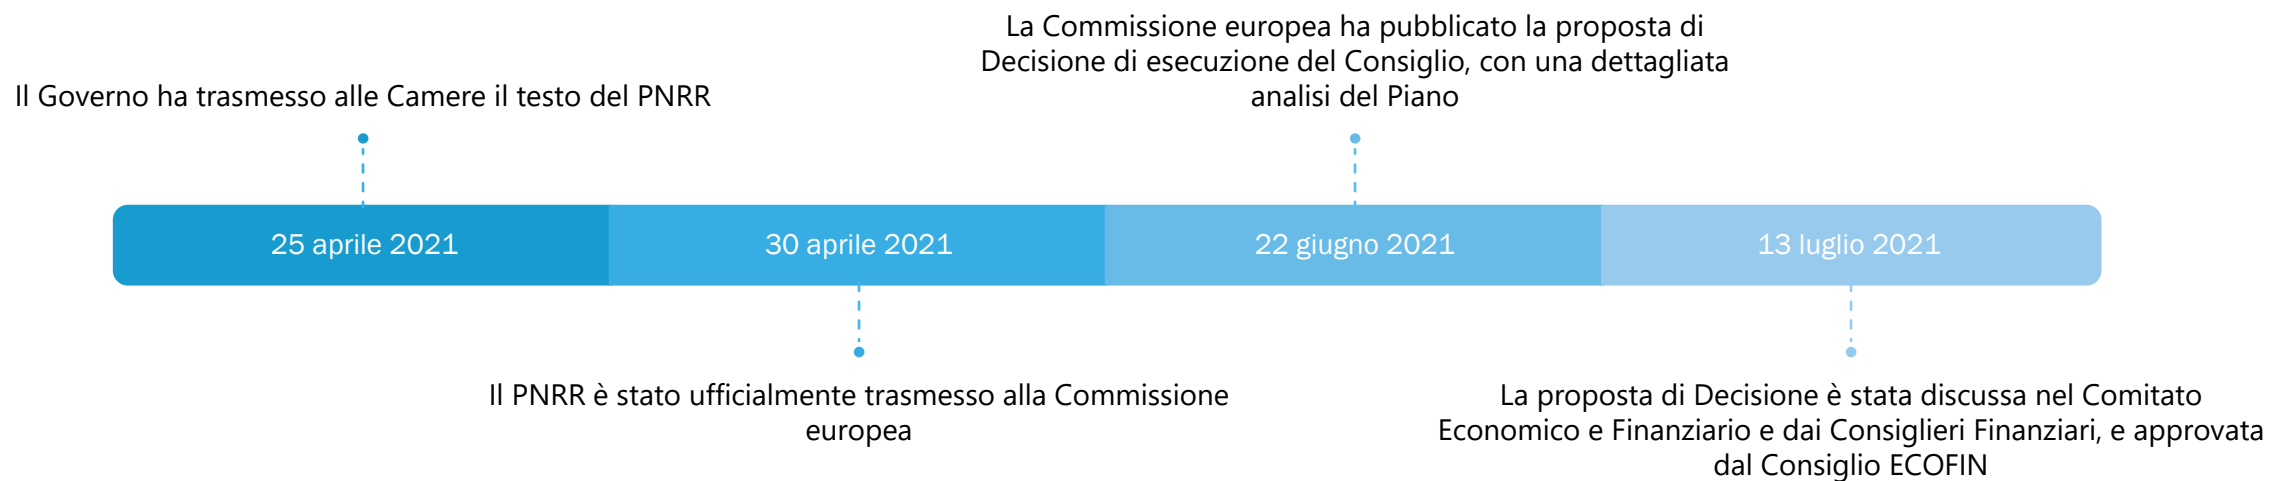 La Commissione europea ha pubblicato la proposta di
Decisione di esecuzione del Consiglio, con una dettagliata
analisi del Piano
Il Governo ha trasmesso alle Camere il testo del PNRR
25 aprile 2021
30 aprile 2021
22 giugno 2021
13 luglio 2021
Il PNRR è stato ufficialmente trasmesso alla Commissione
europea
La proposta di Decisione è stata discussa nel Comitato
Economico e Finanziario e dai Consiglieri Finanziari, e approvata
dal Consiglio ECOFIN